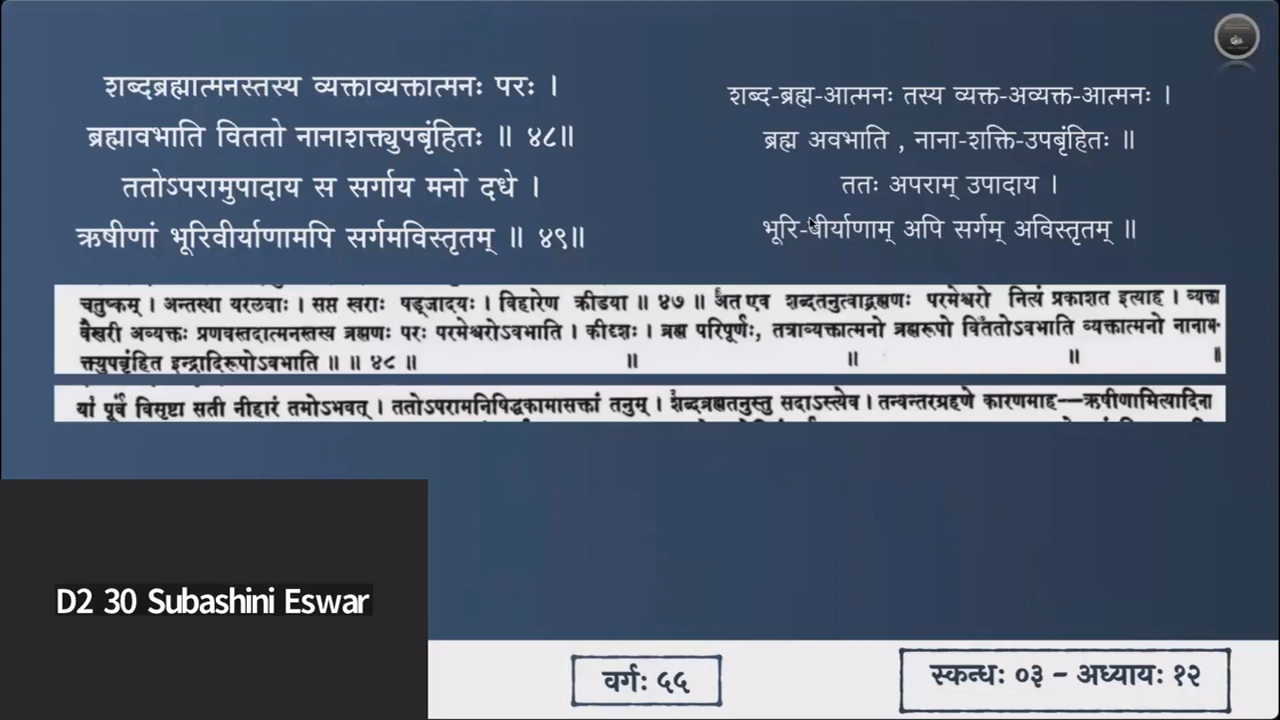 शब्दब्रह्मात्मनस्तस्य व्यक्ताव्यक्तात्मनः परः ।
ब्रह्मावभाति विततो नानाशक्त्युपबृंहितः ॥ ४८॥
ततोऽपरामुपादाय स सर्गाय मनो दधे ।
ऋषीणां भूरिवीर्याणामपि सर्गमविस्तृतम् ॥ ४९॥
शब्द-ब्रह्म-आत्मनः तस्य व्यक्त-अव्यक्त-आत्मनः ।
ब्रह्म अवभाति , नाना-शक्ति-उपबृंहितः ॥
ततः अपराम् उपादाय ।
भूरि-वीर्याणाम् अपि सर्गम् अविस्तृतम् ॥
चतुष्कम् । अन्तस्था यरलवाः । सप्त स्वराः षड्जादयः । विहारेण क्रीडया ॥ ४७ ॥ अत एव शब्दतनुत्वाद्ब्रह्मणः परमेश्वरो नित्यं प्रकाशत इत्याह । व्यक्ता
वैखरी अव्यक्तः प्रणवस्तदात्मनस्तस्य ब्रह्मणः परः परमेश्वरोऽवभाति । कीदृशः । ब्रह्म परिपूर्णः, तत्राव्यक्तात्मनो ब्रह्मरूपो विततोऽवभाति व्यक्तात्मनो नानाश-
क्त्युपबृंहित इन्द्रादिरूपोऽवभाति ॥ ॥ ४८ ॥ ॥ ॥ ॥ ॥
या पूर्वं विसृष्टा सती नीहारं तमोऽभवत् । ततोऽपरामनिषिद्धकामासक्तां तनुम् । शब्दब्रह्मतनुस्तु सदाऽस्त्येव । तन्वन्तरग्रहणे कारणमाह—ऋषीणामित्यादिना
D2 30 Subashini Eswar
वर्गः ५५
स्कन्धः ०३ - अध्यायः १२